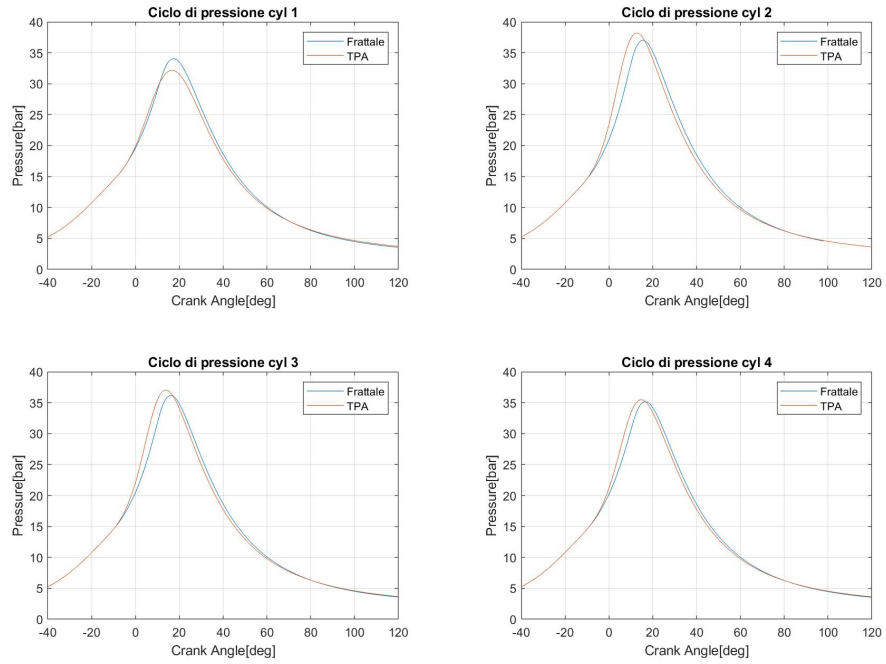 Ciclo di pressione cyl 1
40
35
30
25
20
15
10
5
0
Pressure[bar]
-40 -20 0 20 40 60 80 100 120
Crank Angle[deg]
Frattale
TPA
Ciclo di pressione cyl 2
40
35
30
25
20
15
10
5
0
Pressure[bar]
-40 -20 0 20 40 60 80 100 120
Crank Angle[deg]
Frattale
TPA
Ciclo di pressione cyl 3
40
35
30
25
20
15
10
5
0
Pressure[bar]
-40 -20 0 20 40 60 80 100 120
Crank Angle[deg]
Frattale
TPA
Ciclo di pressione cyl 4
40
35
30
25
20
15
10
5
0
Pressure[bar]
-40 -20 0 20 40 60 80 100 120
Crank Angle[deg]
Frattale
TPA